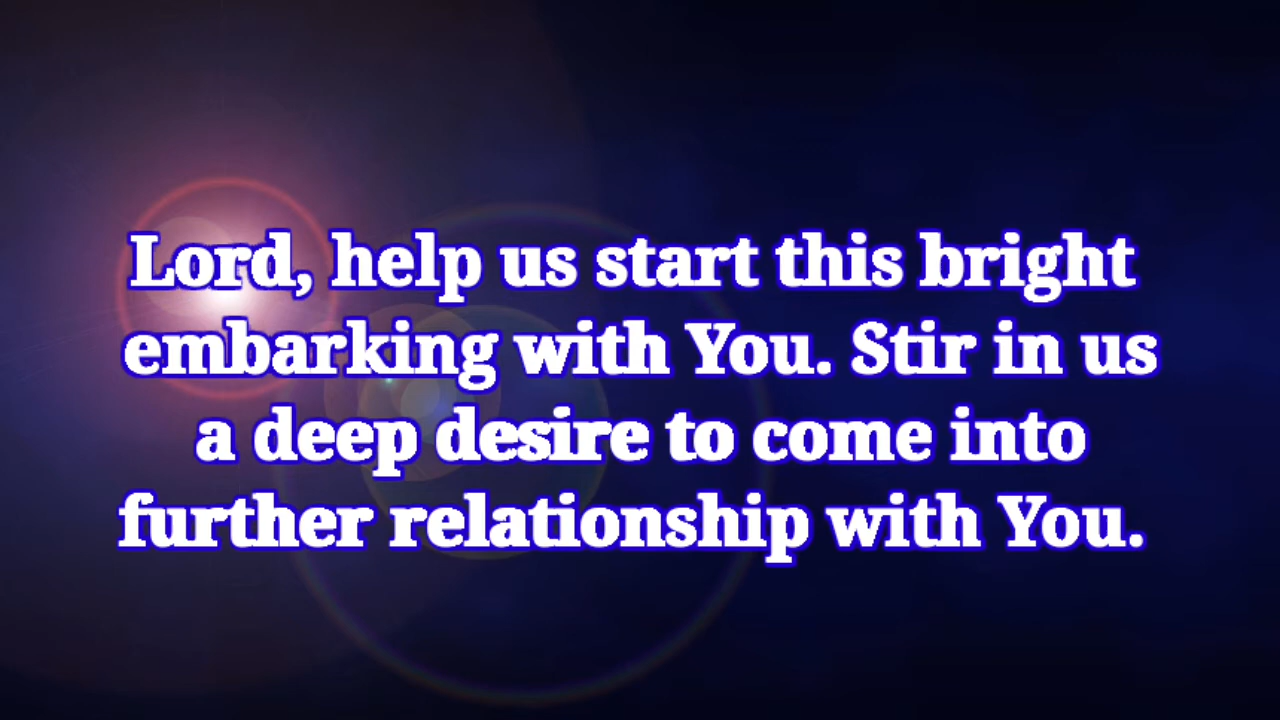 Lord, help us start this bright
embarking with You. Stir in us
a deep desire to come into
further relationship with You.